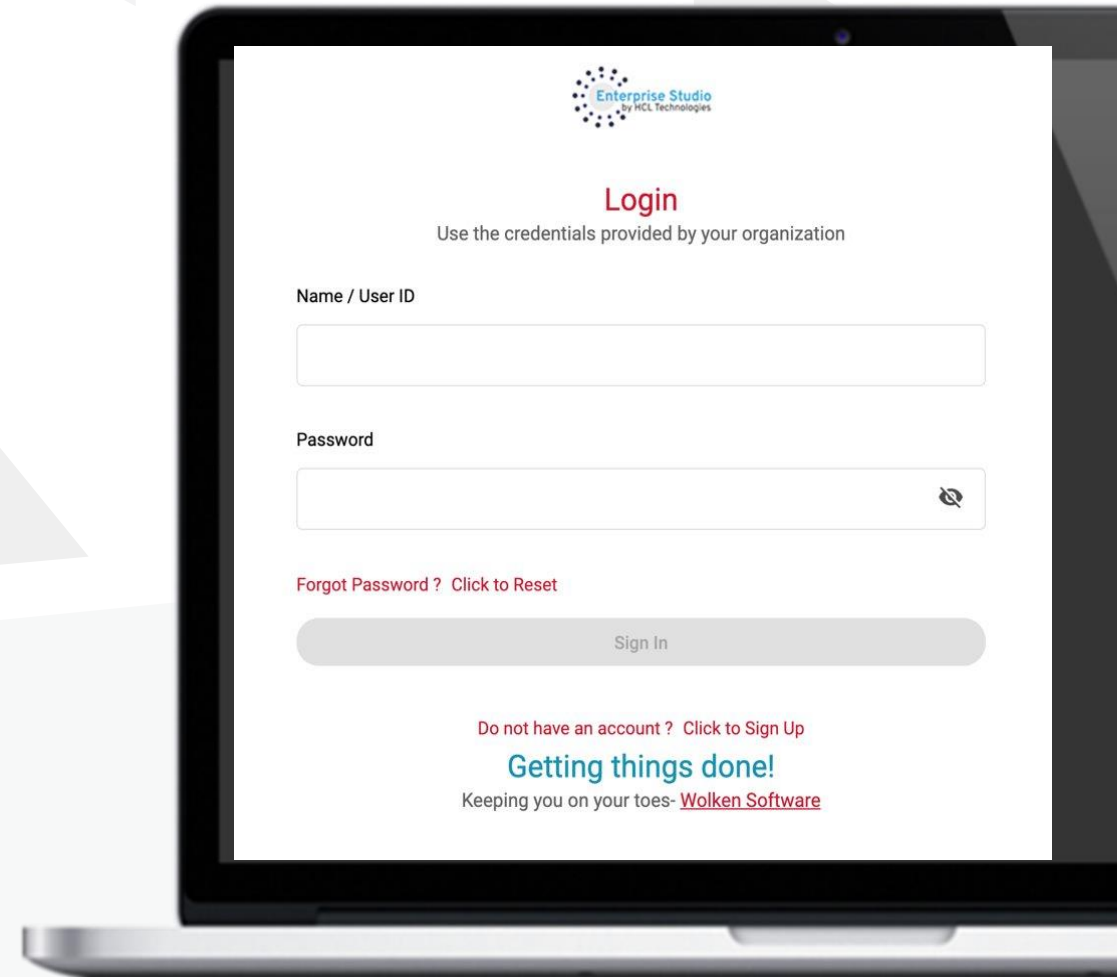 Enterprise Studio
by HCL Technologies
Login
Use the credentials provided by your organization
Name / User ID
Password
Forgot Password ? Click to Reset
Sign In
Do not have an account ? Click to Sign Up
Getting things done!
Keeping you on your toes- Wolken Software